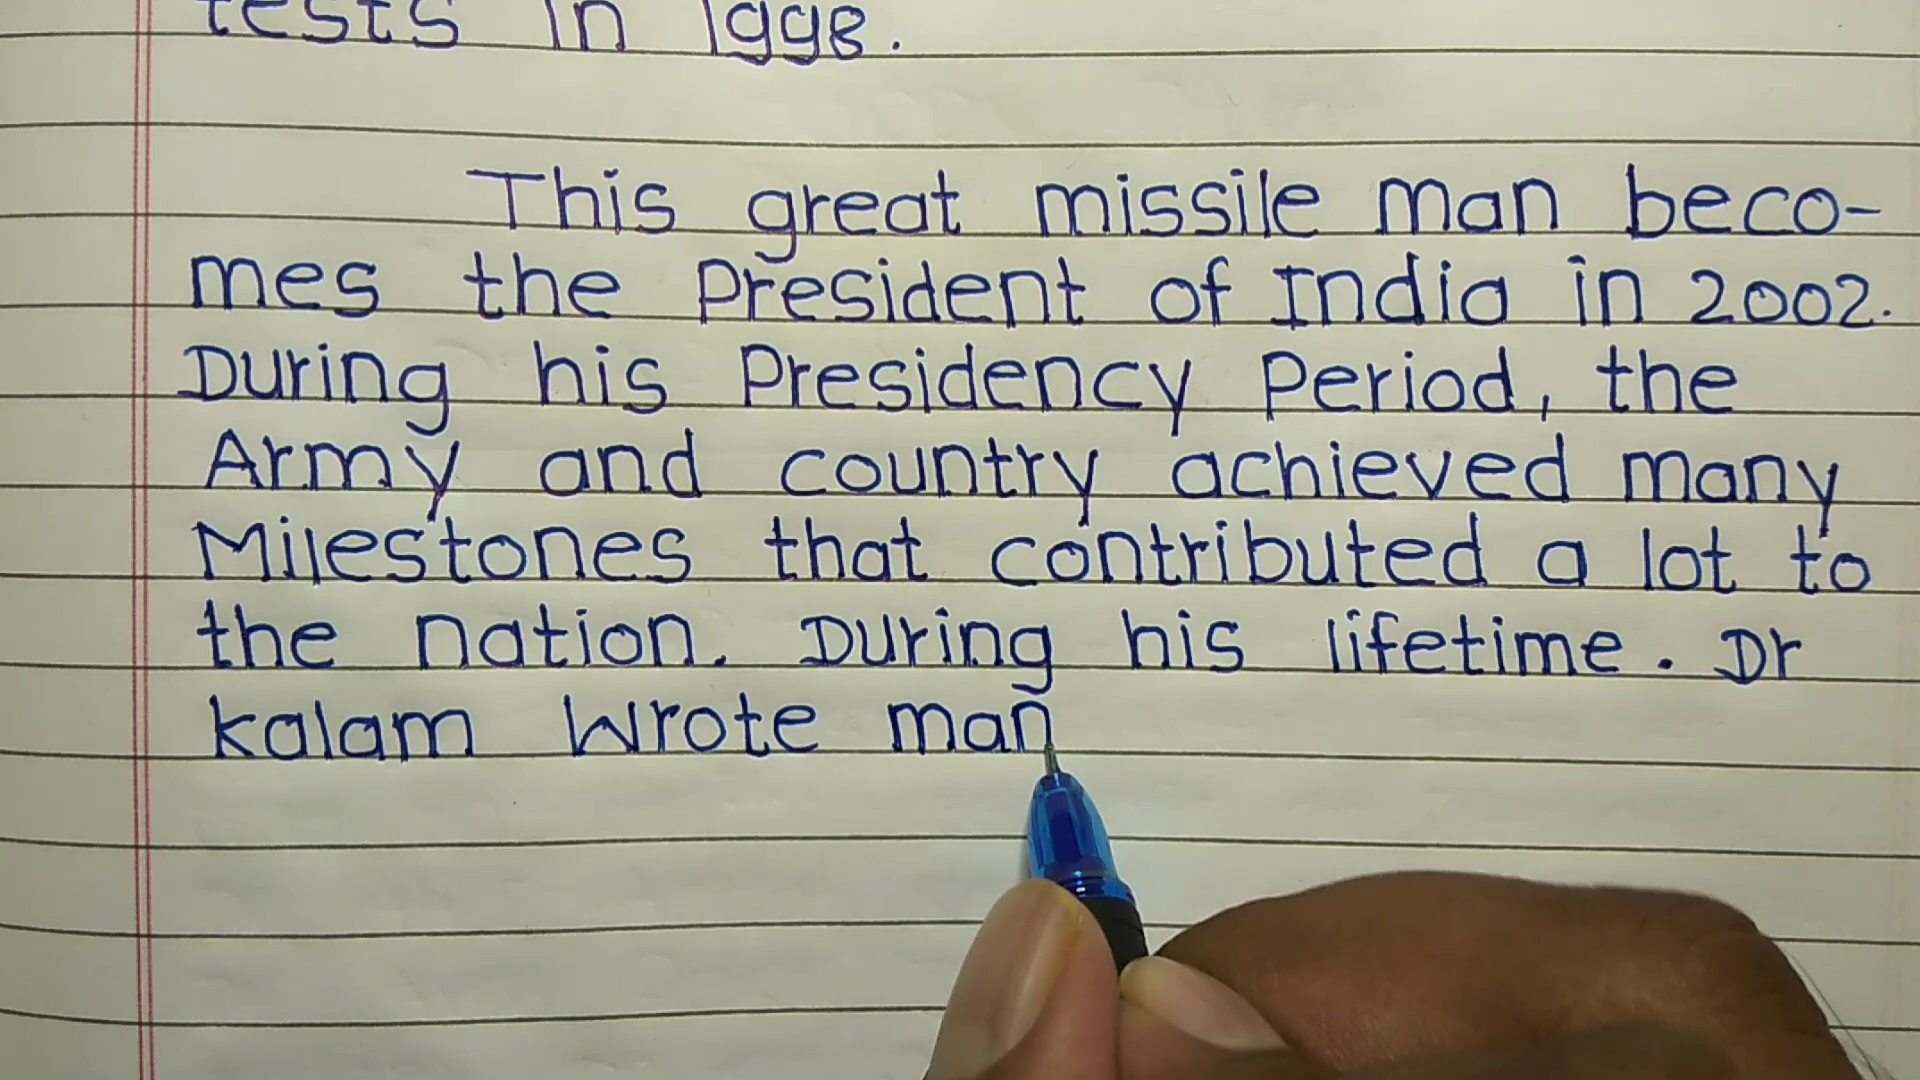 tests in 1998.
This great missile man beco-
mes the President of India in 2002.
During his Presidency Period, the
Army and country achieved many
Milestones that contributed a lot to
the nation. During his lifetime. Dr
kalam wrote man